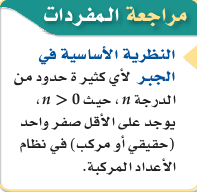 مراجعة المفردات
النظرية الأساسية في
الجبر لأي كثيرة حدود من
الدرجة n ، حيث n > 0 ،
يوجد على الأقل صفر واحد
(حقيقي أو مركب) في نظام
الأعداد المركبة.